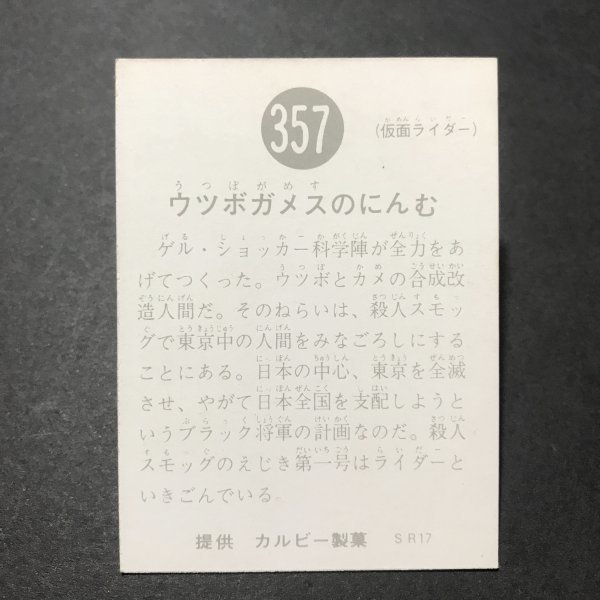 357
(仮面ライダー)
ウツボガメスのにんむ
ゲル・ショッカー科学陣が全力をあ
げてつくった。ウツボとカメの合成改
造人間だ。そのねらいは、殺人スモッ
グで東京中の人間をみなごろしにする
ことにある。日本の中心、東京を全滅
させ、やがて日本全国を支配しようと
いうブラック将軍の計画なのだ。殺人
スモッグのえじき第一号はライダーと
いきごんでいる。
提供 カルビー製菓 SR17